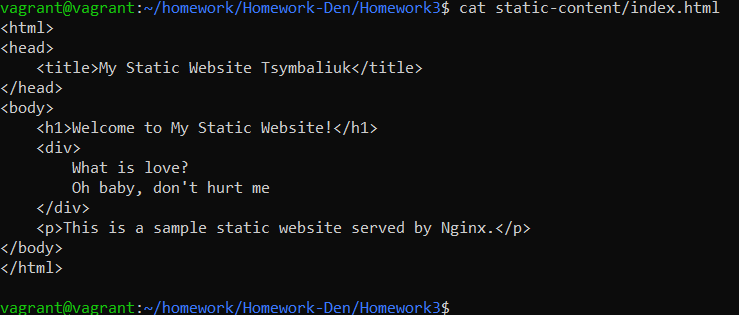 vagrant@vagrant:~/homework/Homework-Den/Homework3$ cat static-content/index.html
<html>
<head>
    <title>My Static Website Tsymbaliuk</title>
</head>
<body>
    <h1>Welcome to My Static Website!</h1>
    <div>
        What is love?
        Oh baby, don't hurt me
    </div>
    <p>This is a sample static website served by Nginx.</p>
</body>
</html>

vagrant@vagrant:~/homework/Homework-Den/Homework3$